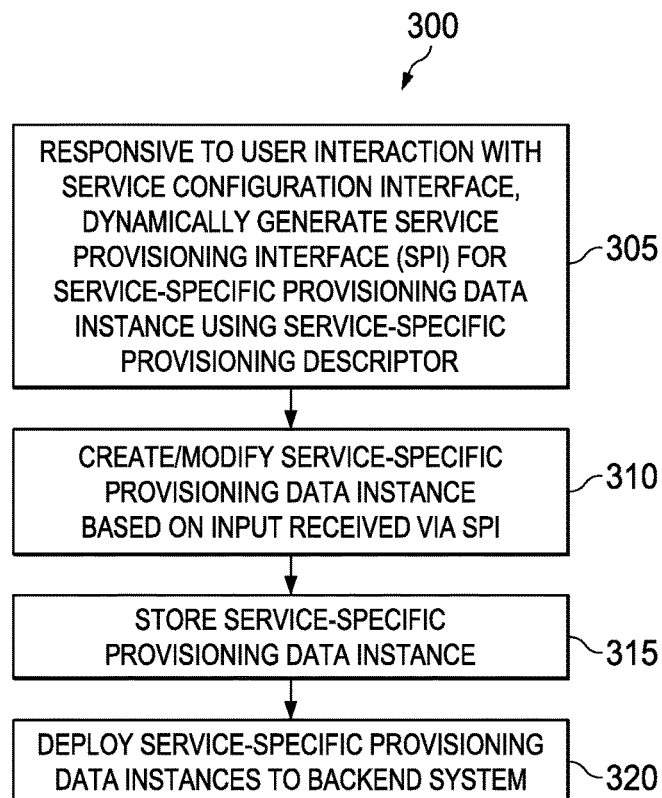 300
RESPONSIVE TO USER INTERACTION WITH
SERVICE CONFIGURATION INTERFACE,
DYNAMICALLY GENERATE SERVICE
PROVISIONING INTERFACE (SPI) FOR
SERVICE-SPECIFIC PROVISIONING DATA
INSTANCE USING SERVICE-SPECIFIC
PROVISIONING DESCRIPTOR
305
CREATE/MODIFY SERVICE-SPECIFIC
PROVISIONING DATA INSTANCE
BASED ON INPUT RECEIVED VIA SPI
310
STORE SERVICE-SPECIFIC
PROVISIONING DATA INSTANCE
315
DEPLOY SERVICE-SPECIFIC PROVISIONING
DATA INSTANCES TO BACKEND SYSTEM
320